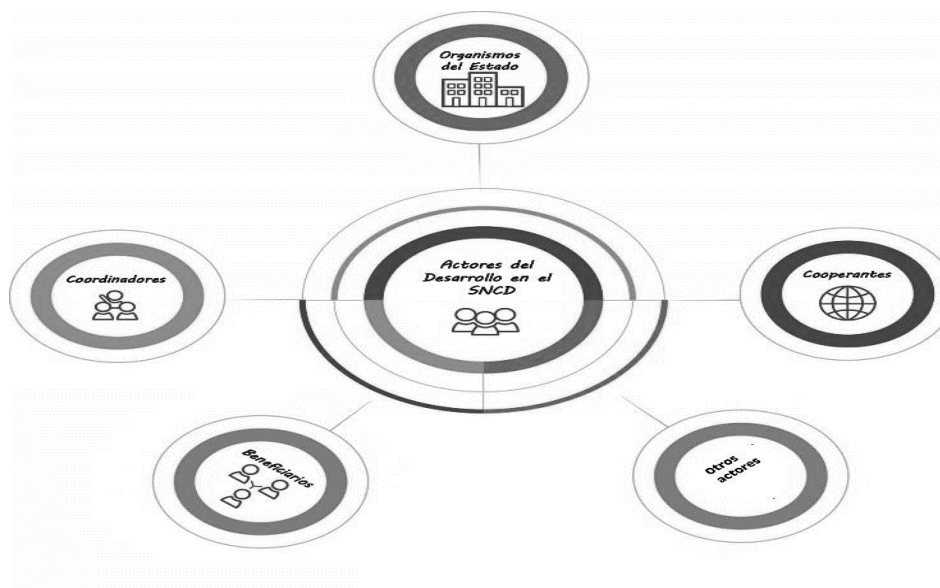 Organismos
del Estado
Actores del
Desarrollo en el
SNCD
Coordinadores
Cooperantes
Beneficiarios
Otros
actores